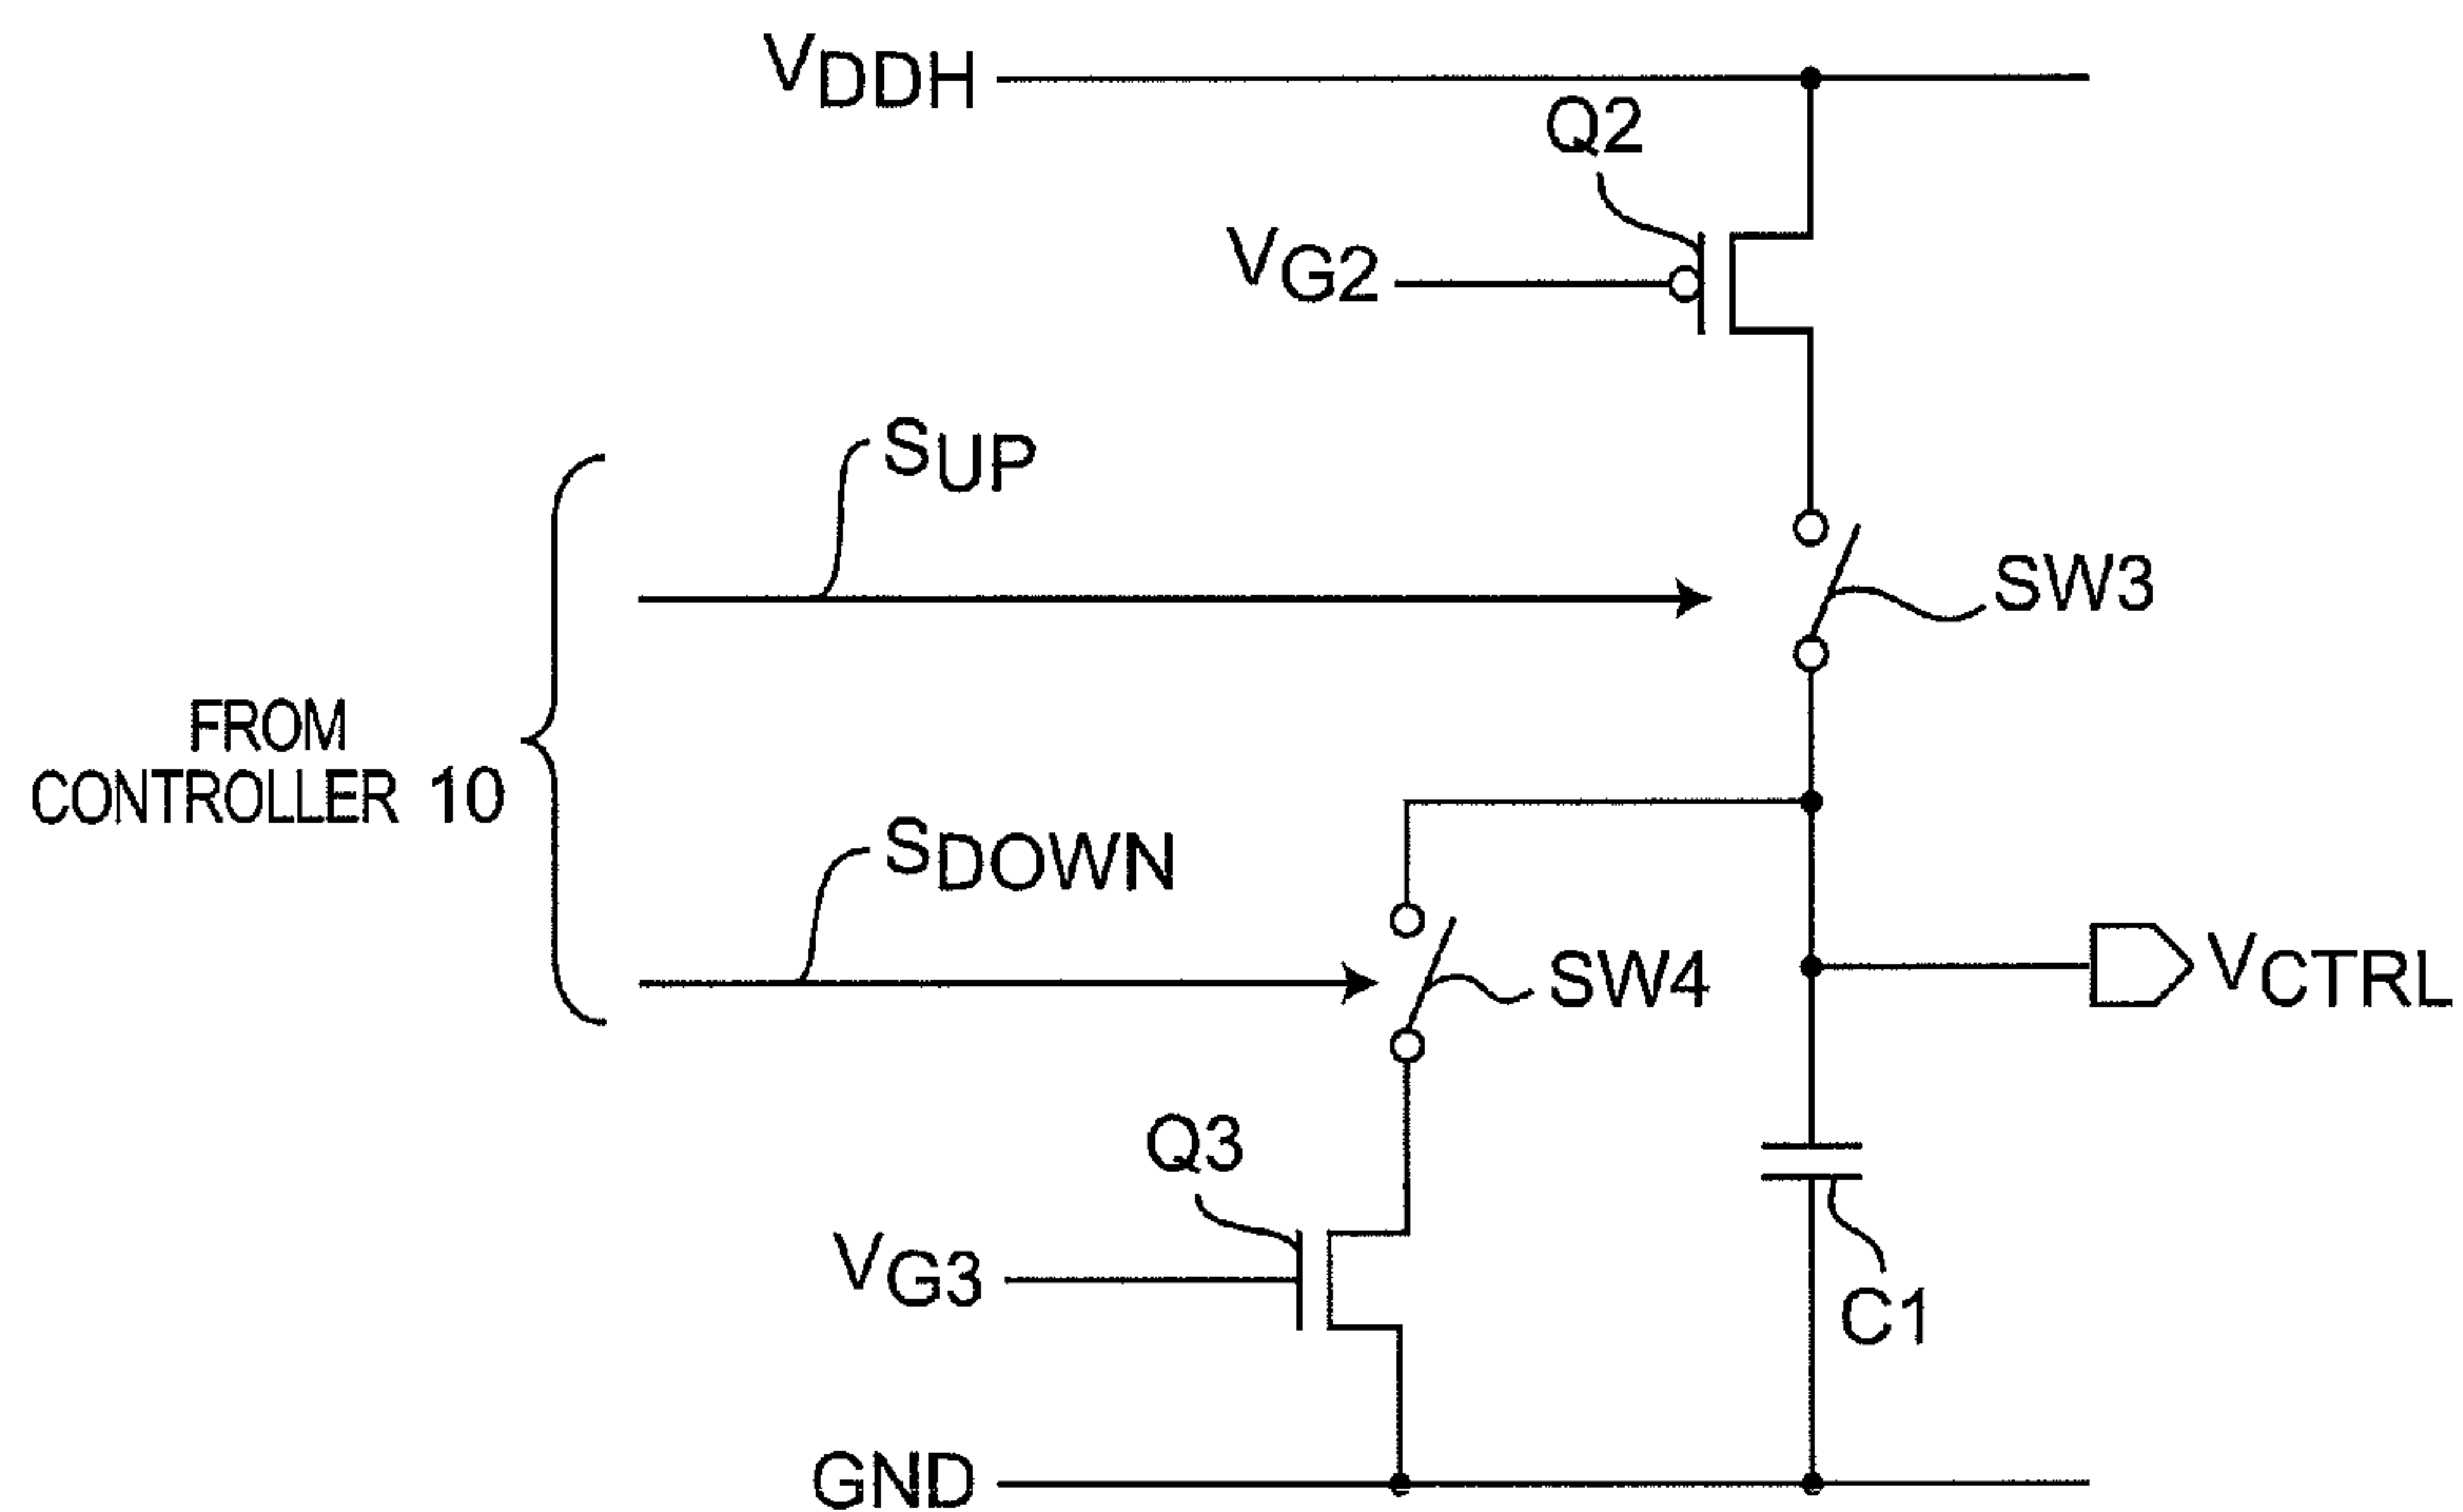 VDDH
Q2
VG2
SUP
SW3
FROM
CONTROLLER 10
SDOWN
SW4
VCTRL
Q3
VG3
C1
GND